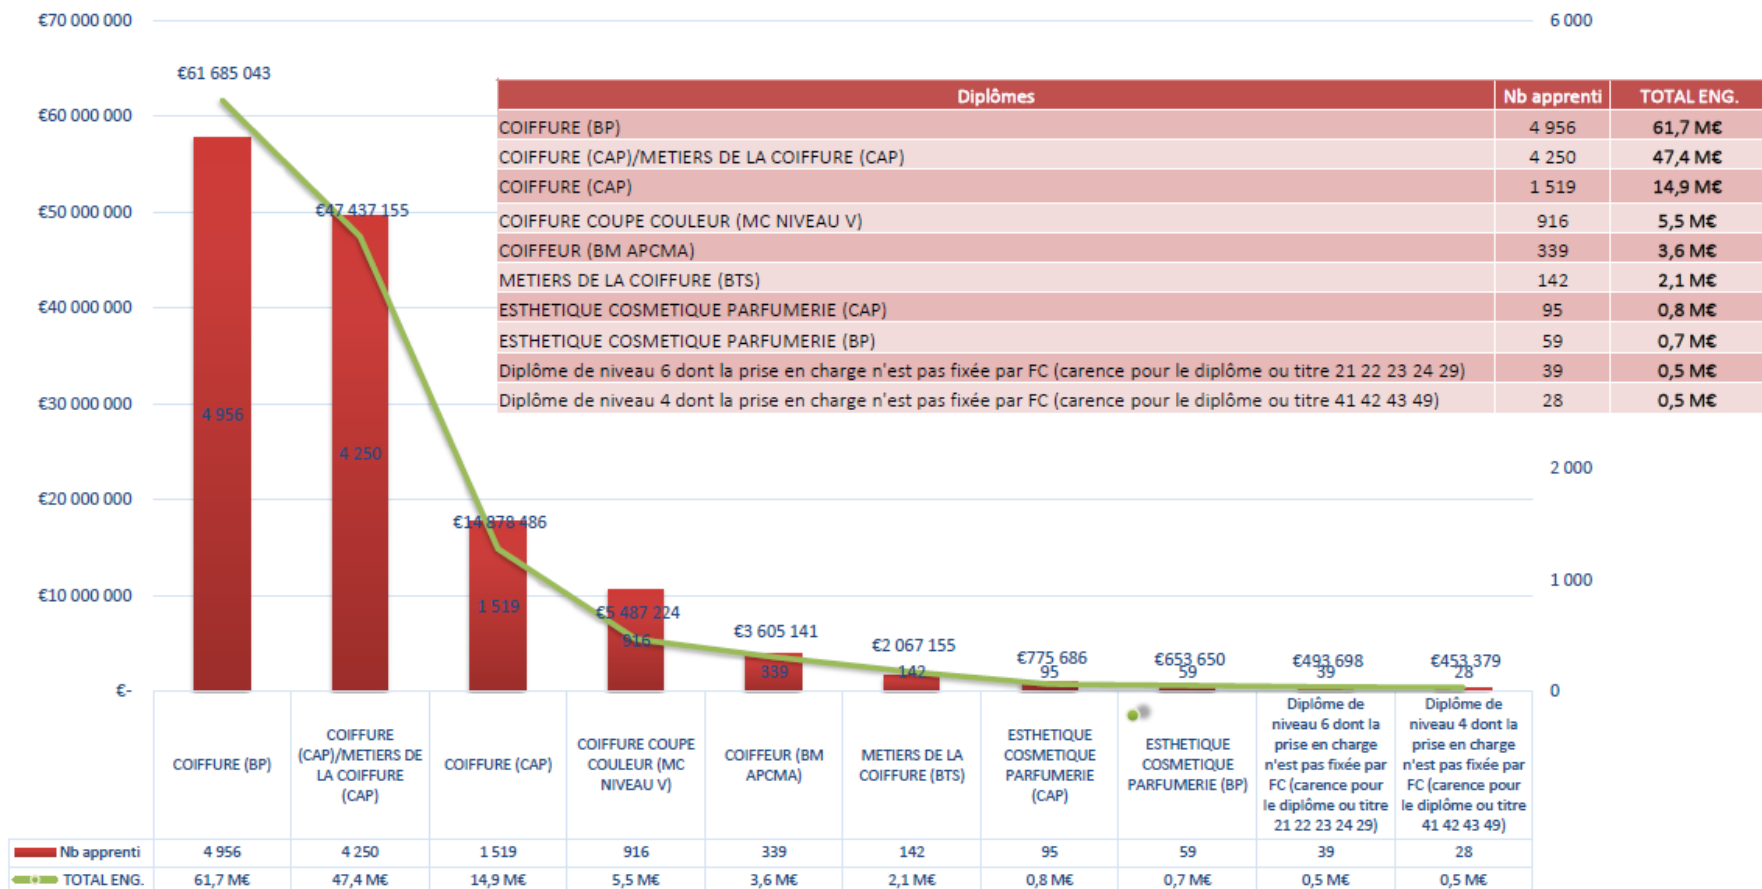 €70 000 000
6 000
€61 685 043
Diplômes Nb apprenti TOTAL ENG.
€60 000 000
COIFFURE (BP) 4 956 61,7 M€
COIFFURE (CAP)/METIERS DE LA COIFFURE (CAP) 4 250 47,4 M€
COIFFURE (CAP) 1 519 14,9 M€
€50 000 000
€47 437 155
COIFFURE COUPE COULEUR (MC NIVEAU V) 916 5,5 M€
COIFFEUR (BM APCMA) 339 3,6 M€
METIERS DE LA COIFFURE (BTS) 142 2,1 M€
€40 000 000
ESTHETIQUE COSMETIQUE PARFUMERIE (CAP) 95 0,8 M€
ESTHETIQUE COSMETIQUE PARFUMERIE (BP) 59 0,7 M€
Diplôme de niveau 6 dont la prise en charge n'est pas fixée par FC (carence pour le diplôme ou titre 21 22 23 24 29) 39 0,5 M€
€30 000 000
Diplôme de niveau 4 dont la prise en charge n'est pas fixée par FC (carence pour le diplôme ou titre 41 42 43 49) 28 0,5 M€
4 956
4 250
2 000
€20 000 000
€14 878 486
1 000
€10 000 000
1 519
€5 487 224
916
€3 605 141
339
€2 067 155
142
€775 686
95
€653 650
59
€493 698
39
€453 379
28
€-
0
COIFFURE (BP)
COIFFURE
(CAP)/METIERS DE
LA COIFFURE
(CAP)
COIFFURE (CAP)
COIFFURE COUPE
COULEUR (MC
NIVEAU V)
COIFFEUR (BM
APCMA)
METIERS DE LA
COIFFURE (BTS)
ESTHETIQUE
COSMETIQUE
PARFUMERIE
(CAP)
ESTHETIQUE
COSMETIQUE
PARFUMERIE (BP)
Diplôme de
niveau 6 dont la
prise en charge
n'est pas fixée par
FC (carence pour
le diplôme ou titre
21 22 23 24 29)
Diplôme de
niveau 4 dont la
prise en charge
n'est pas fixée par
FC (carence pour
le diplôme ou titre
41 42 43 49)
Nb apprenti 4 956 4 250 1 519 916 339 142 95 59 39 28
TOTAL ENG. 61,7 M€ 47,4 M€ 14,9 M€ 5,5 M€ 3,6 M€ 2,1 M€ 0,8 M€ 0,7 M€ 0,5 M€ 0,5 M€